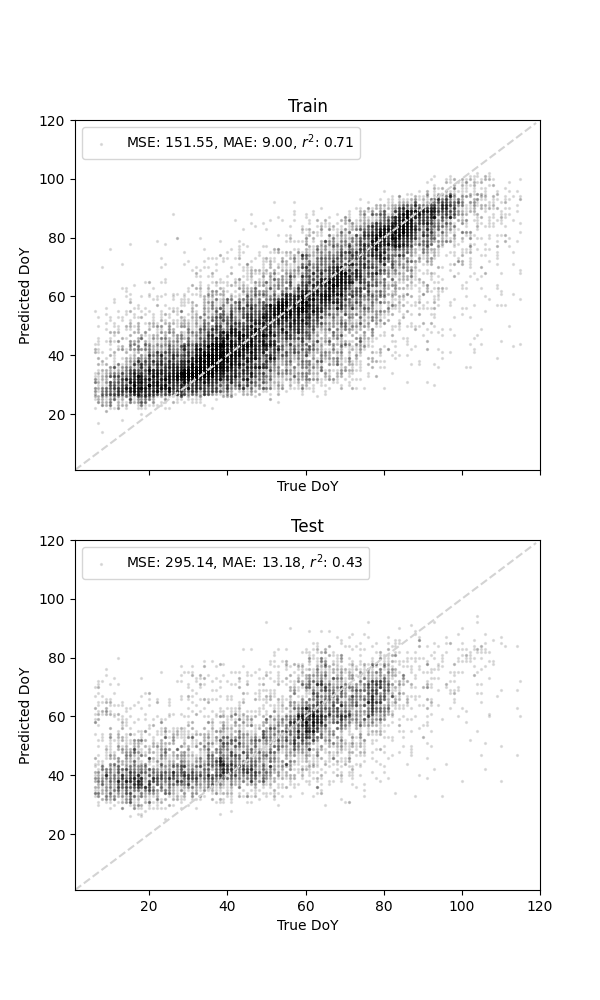 Train
MSE: 151.55, MAE: 9.00, r²: 0.71
120
100
80
60
40
20
Predicted DoY
True DoY
Test
MSE: 295.14, MAE: 13.18, r²: 0.43
120
100
80
60
40
20
Predicted DoY
20 40 60 80 100 120
True DoY